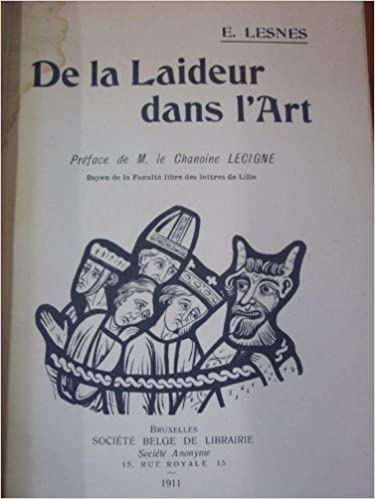 E. LESNES
De la Laideur
dans l'Art
Préface de M. le Chanoine LECIGNE
Doyen de la Faculté libre des lettres de Lille
BRUXELLES
SOCIÉTÉ BELGE DE LIBRAIRIE
Société Anonyme
15, RUE ROYALE 15
1911